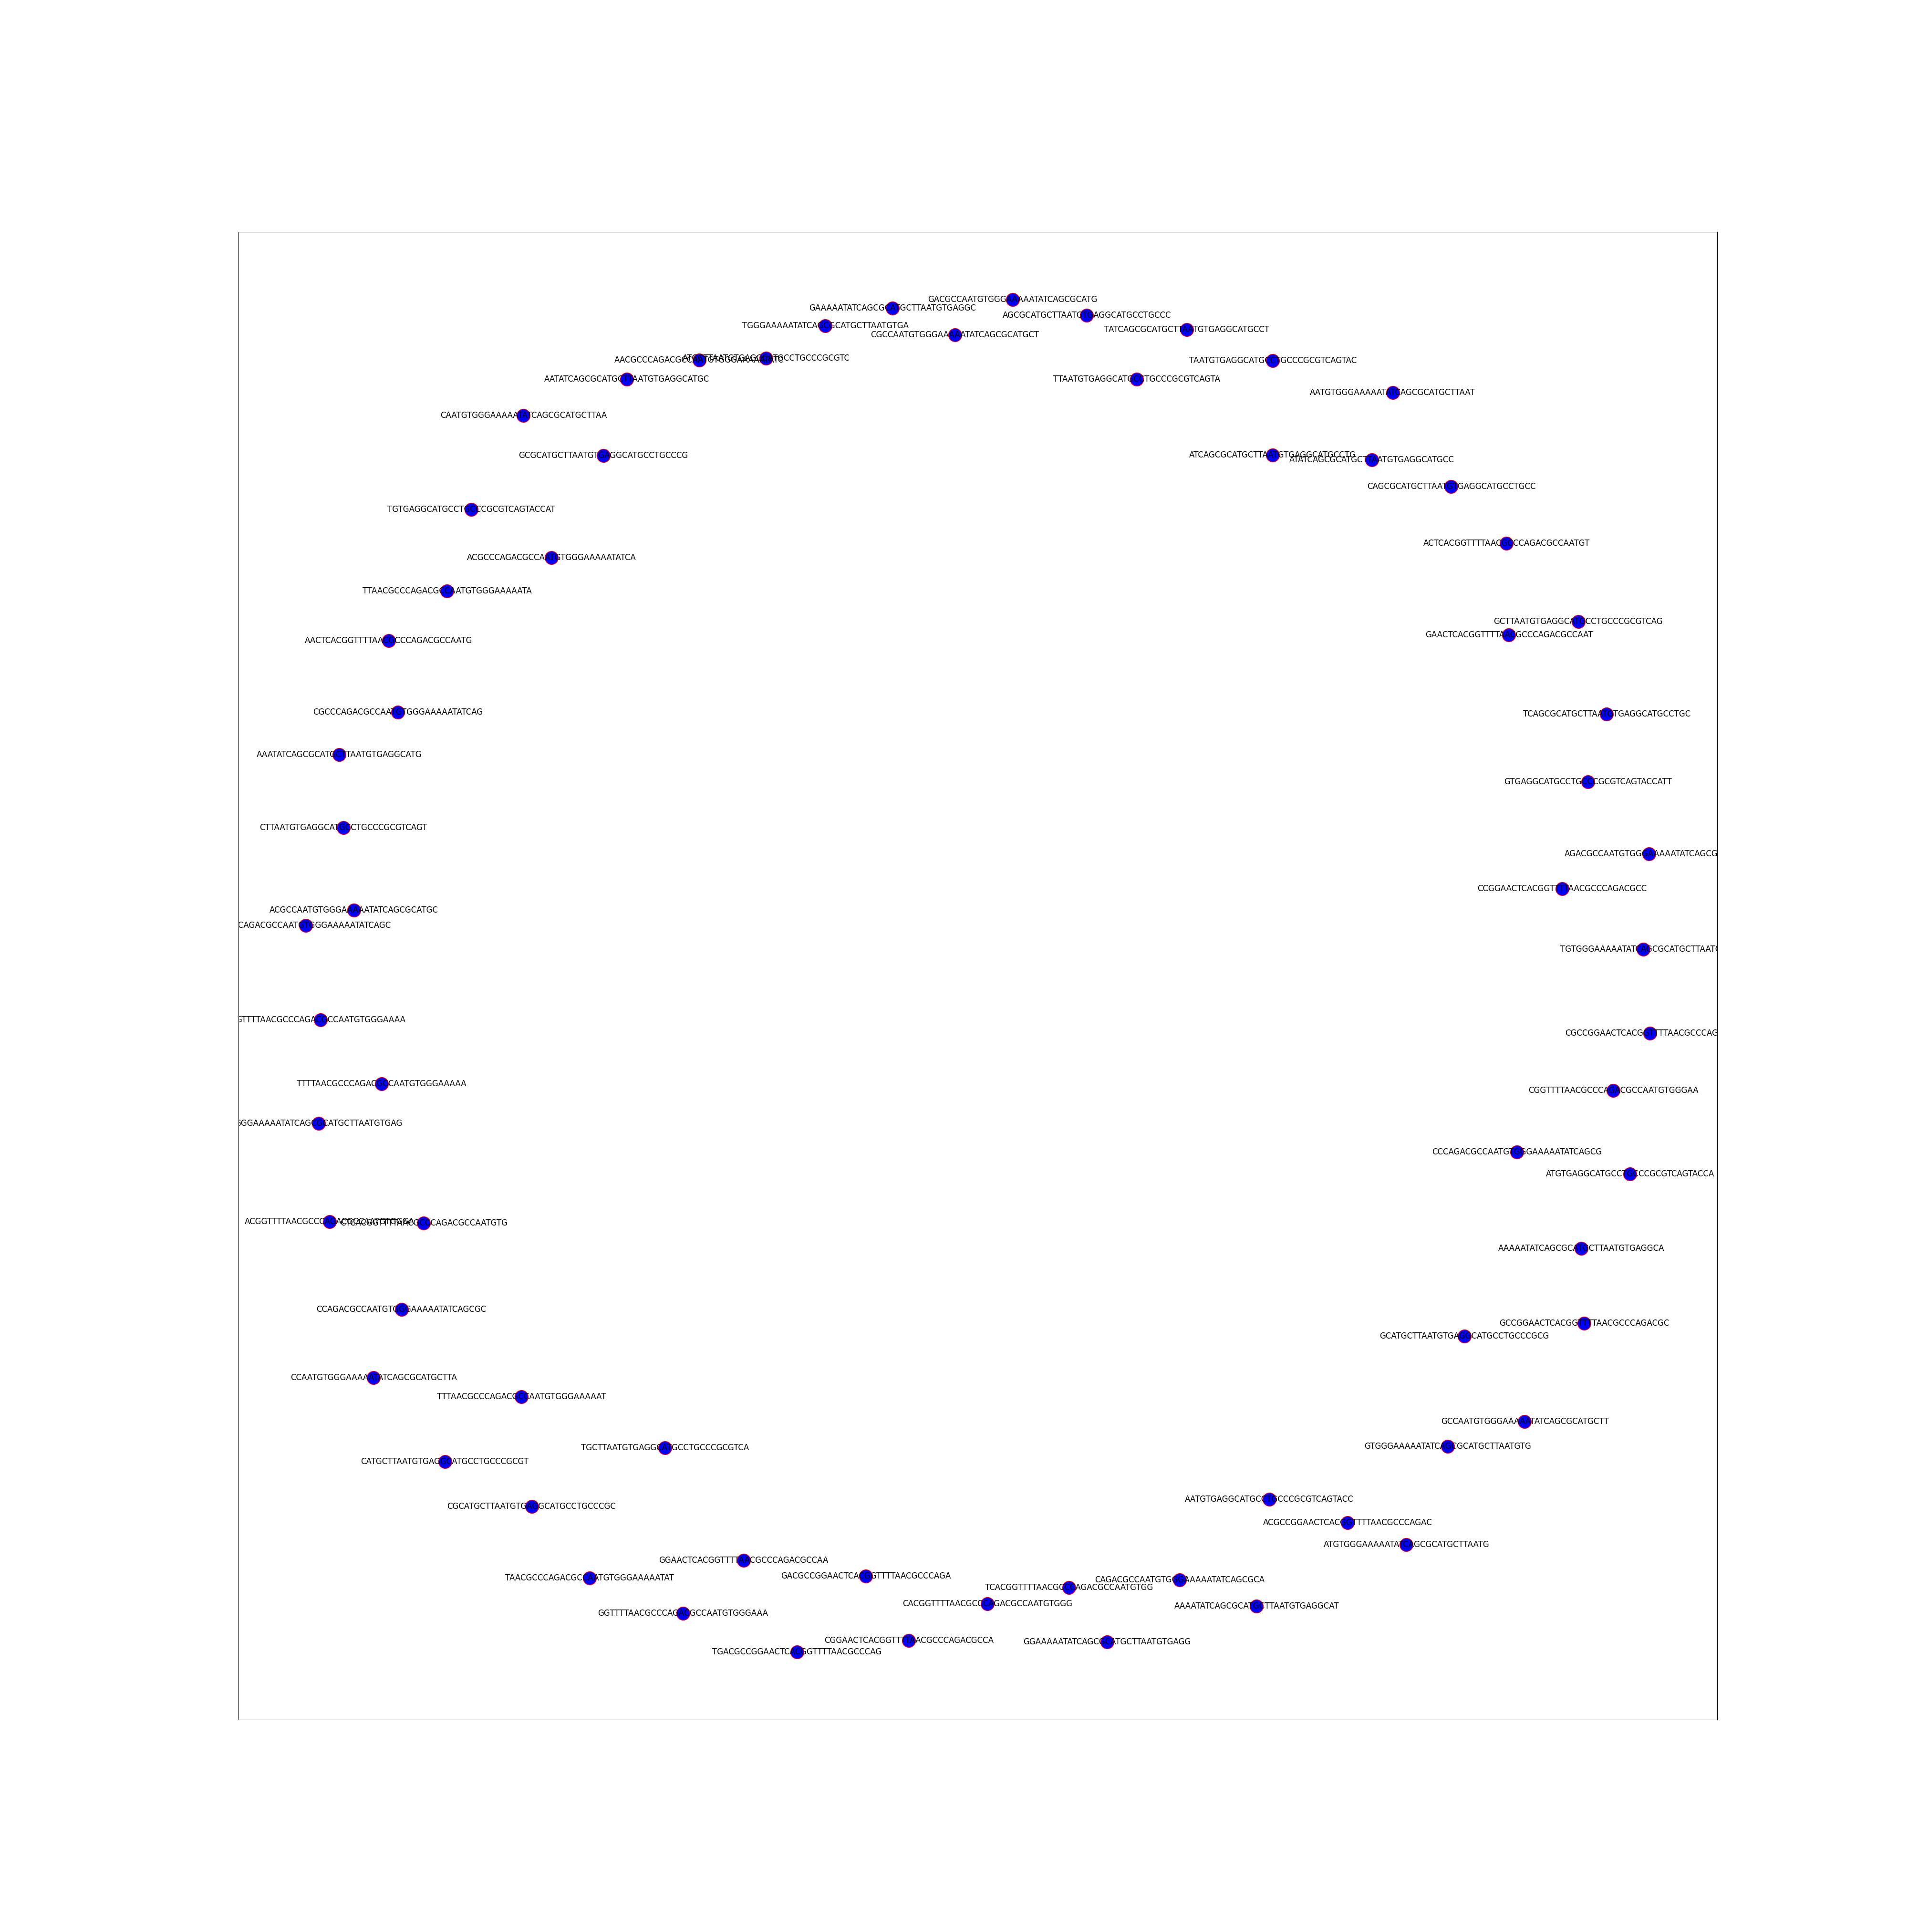 GACGCCAATGTGGGAAAAATATCAGCGCATG
GAAAAATATCAGCGCATGCTTAATGTGAGGC
AGCGCATGCTTAATGTGAGGCATGCCTGCCC
TGGGAAAAATATCAGCGCATGCTTAATGTGA
TATCAGCGCATGCTTAATGTGAGGCATGCCT
CGCCAATGTGGGAAAAATATCAGCGCATGCT
ATGCTTAATGTGAGGCATGCCTGCCCGCGTC
AACGCCCAGACGCCAATGTGGGAAAAATATC
TAATGTGAGGCATGCCTGCCCGCGTCAGTAC
AATATCAGCGCATGCTTAATGTGAGGCATGC
TTAATGTGAGGCATGCCTGCCCGCGTCAGTA
AATGTGGGAAAAATATCAGCGCATGCTTAAT
CAATGTGGGAAAAATATCAGCGCATGCTTAA
ATCAGCGCATGCTTAATGTGAGGCATGCCTG
GCGCATGCTTAATGTGAGGCATGCCTGCCCG
ATATCAGCGCATGCTTAATGTGAGGCATGCC
CAGCGCATGCTTAATGTGAGGCATGCCTGCC
TGTGAGGCATGCCTGCCCGCGTCAGTACCAT
ACTCACGGTTTTAACGCCCAGACGCCAATGT
ACGCCCAGACGCCAATGTGGGAAAAATATCA
TTAACGCCCAGACGCCAATGTGGGAAAAATA
GCTTAATGTGAGGCATGCCTGCCCGCGTCAG
GAACTCACGGTTTTAACGCCCAGACGCCAAT
AACTCACGGTTTTAACGCCCAGACGCCAATG
CGCCCAGACGCCAATGTGGGAAAAATATCAG
TCAGCGCATGCTTAATGTGAGGCATGCCTGC
AAATATCAGCGCATGCTTAATGTGAGGCATG
GTGAGGCATGCCTGCCCGCGTCAGTACCATT
CTTAATGTGAGGCATGCCTGCCCGCGTCAGT
AGACGCCAATGTGGGAAAAATATCAGCG
CCGGAACTCACGGTTTTAACGCCCAGACGCC
ACGCCAATGTGGGAAAAATATCAGCGCATGC
CAGACGCCAATGTGGGAAAAATATCAGC
TGTGGGAAAAATATCAGCGCATGCTTAAT
GTTTTAACGCCCAGACGCCAATGTGGGAAAA
CGCCGGAACTCACGGTTTTAACGCCCAG
TTTTAACGCCCAGACGCCAATGTGGGAAAAA
CGGTTTTAACGCCCAGACGCCAATGTGGGAA
GGGAAAAATATCAGCGCATGCTTAATGTGAG
CCCAGACGCCAATGTGGGAAAAATATCAGCG
ATGTGAGGCATGCCTGCCCGCGTCAGTACCA
ACGGTTTTAACGCCCAGACGCCAATGTGGGA
CTCACGGTTTTAACGCCCAGACGCCAATGTG
AAAAATATCAGCGCATGCTTAATGTGAGGCA
CCAGACGCCAATGTGGGAAAAATATCAGCGC
GCCGGAACTCACGGTTTTAACGCCCAGACGC
GCATGCTTAATGTGAGGCATGCCTGCCCGCG
CCAATGTGGGAAAAATATCAGCGCATGCTTA
TTTAACGCCCAGACGCCAATGTGGGAAAAAT
GCCAATGTGGGAAAAATATCAGCGCATGCTT
GTGGGAAAAATATCAGCGCATGCTTAATGTG
TGCTTAATGTGAGGCATGCCTGCCCGCGTCA
CATGCTTAATGTGAGGCATGCCTGCCCGCGT
AATGTGAGGCATGCCTGCCCGCGTCAGTACC
CGCATGCTTAATGTGAGGCATGCCTGCCCGC
ACGCCGGAACTCACGGTTTTAACGCCCAGAC
ATGTGGGAAAAATATCAGCGCATGCTTAATG
GGAACTCACGGTTTTAACGCCCAGACGCCAA
GACGCCGGAACTCACGGTTTTAACGCCCAGA
TAACGCCCAGACGCCAATGTGGGAAAAATAT
CAGACGCCAATGTGGGAAAAATATCAGCGCA
TCACGGTTTTAACGCCCAGACGCCAATGTGG
CACGGTTTTAACGCCCAGACGCCAATGTGGG
AAAATATCAGCGCATGCTTAATGTGAGGCAT
GGTTTTAACGCCCAGACGCCAATGTGGGAAA
CGGAACTCACGGTTTTAACGCCCAGACGCCA
GGAAAAATATCAGCGCATGCTTAATGTGAGG
TGACGCCGGAACTCACGGTTTTAACGCCCAG